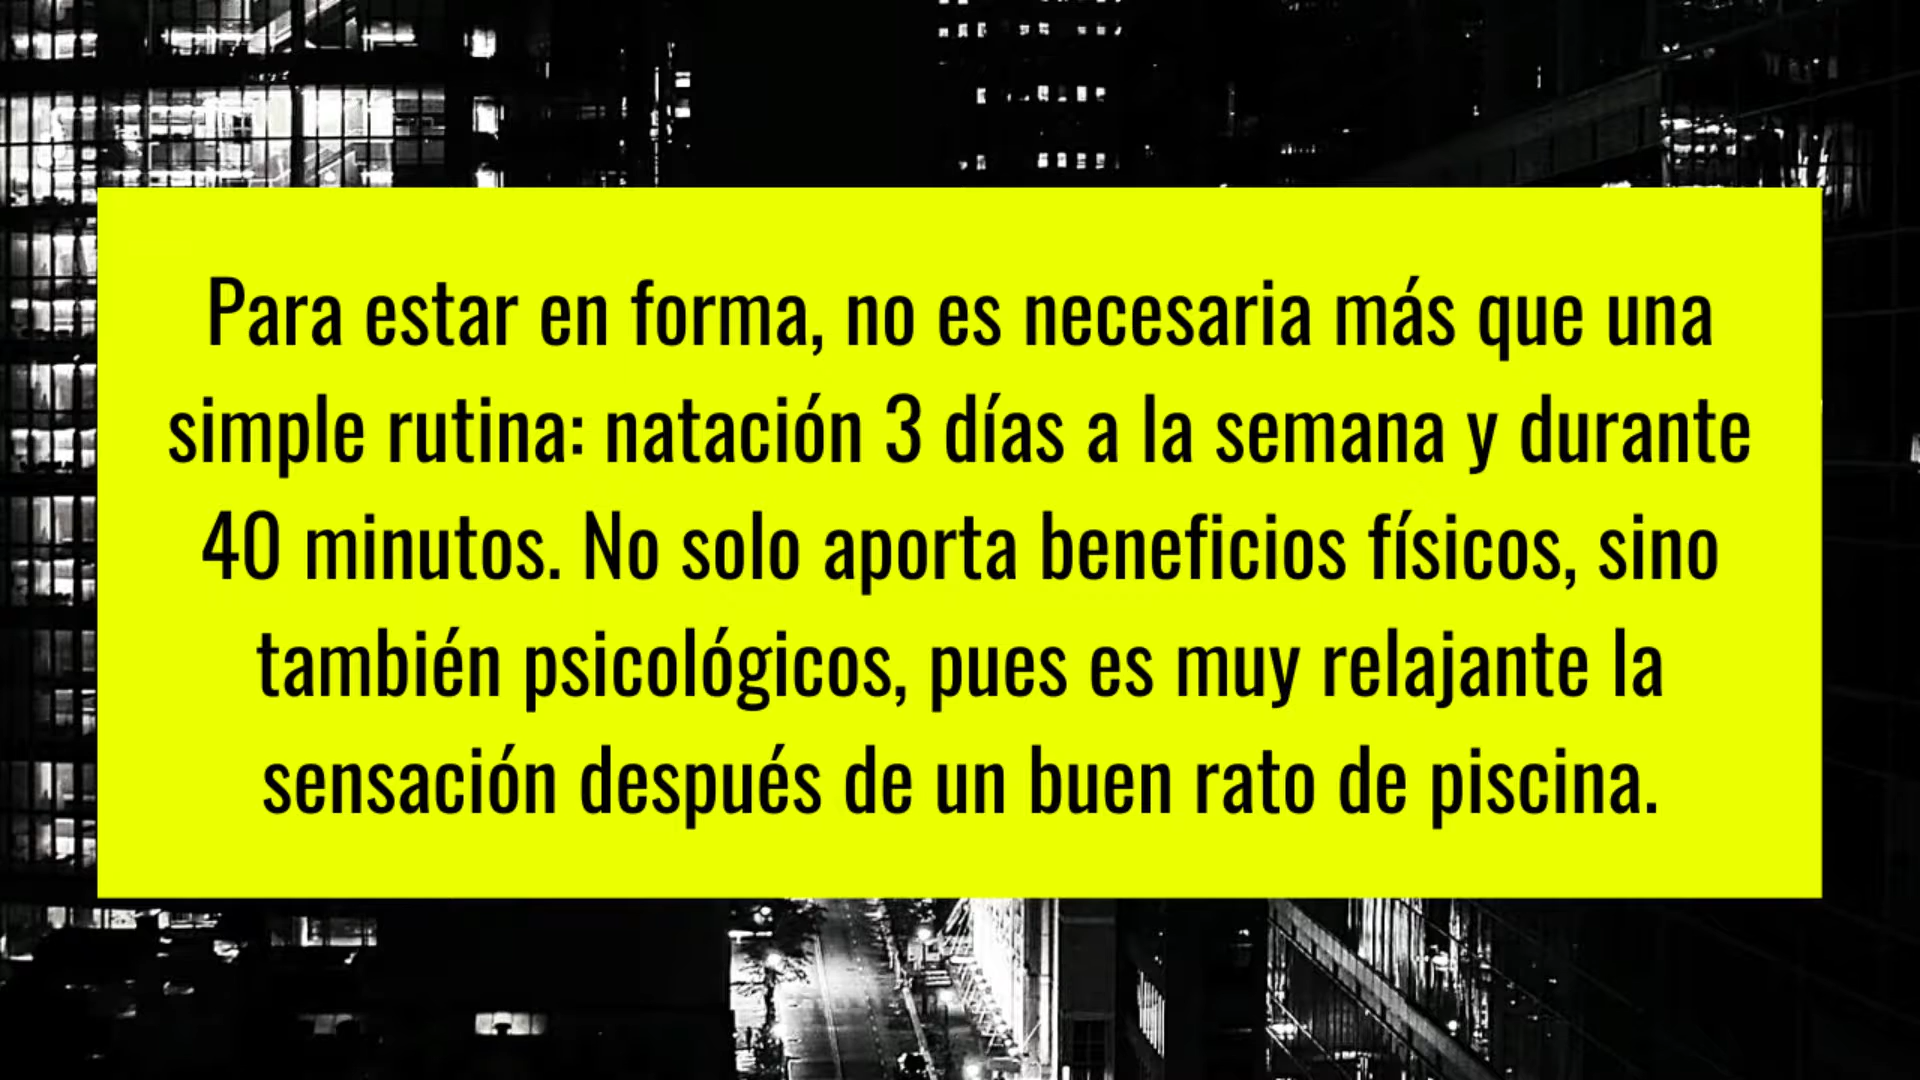 Para estar en forma, no es necesaria más que una
simple rutina: natación 3 días a la semana y durante
40 minutos. No solo aporta beneficios físicos, sino
también psicológicos, pues es muy relajante la
sensación después de un buen rato de piscina.